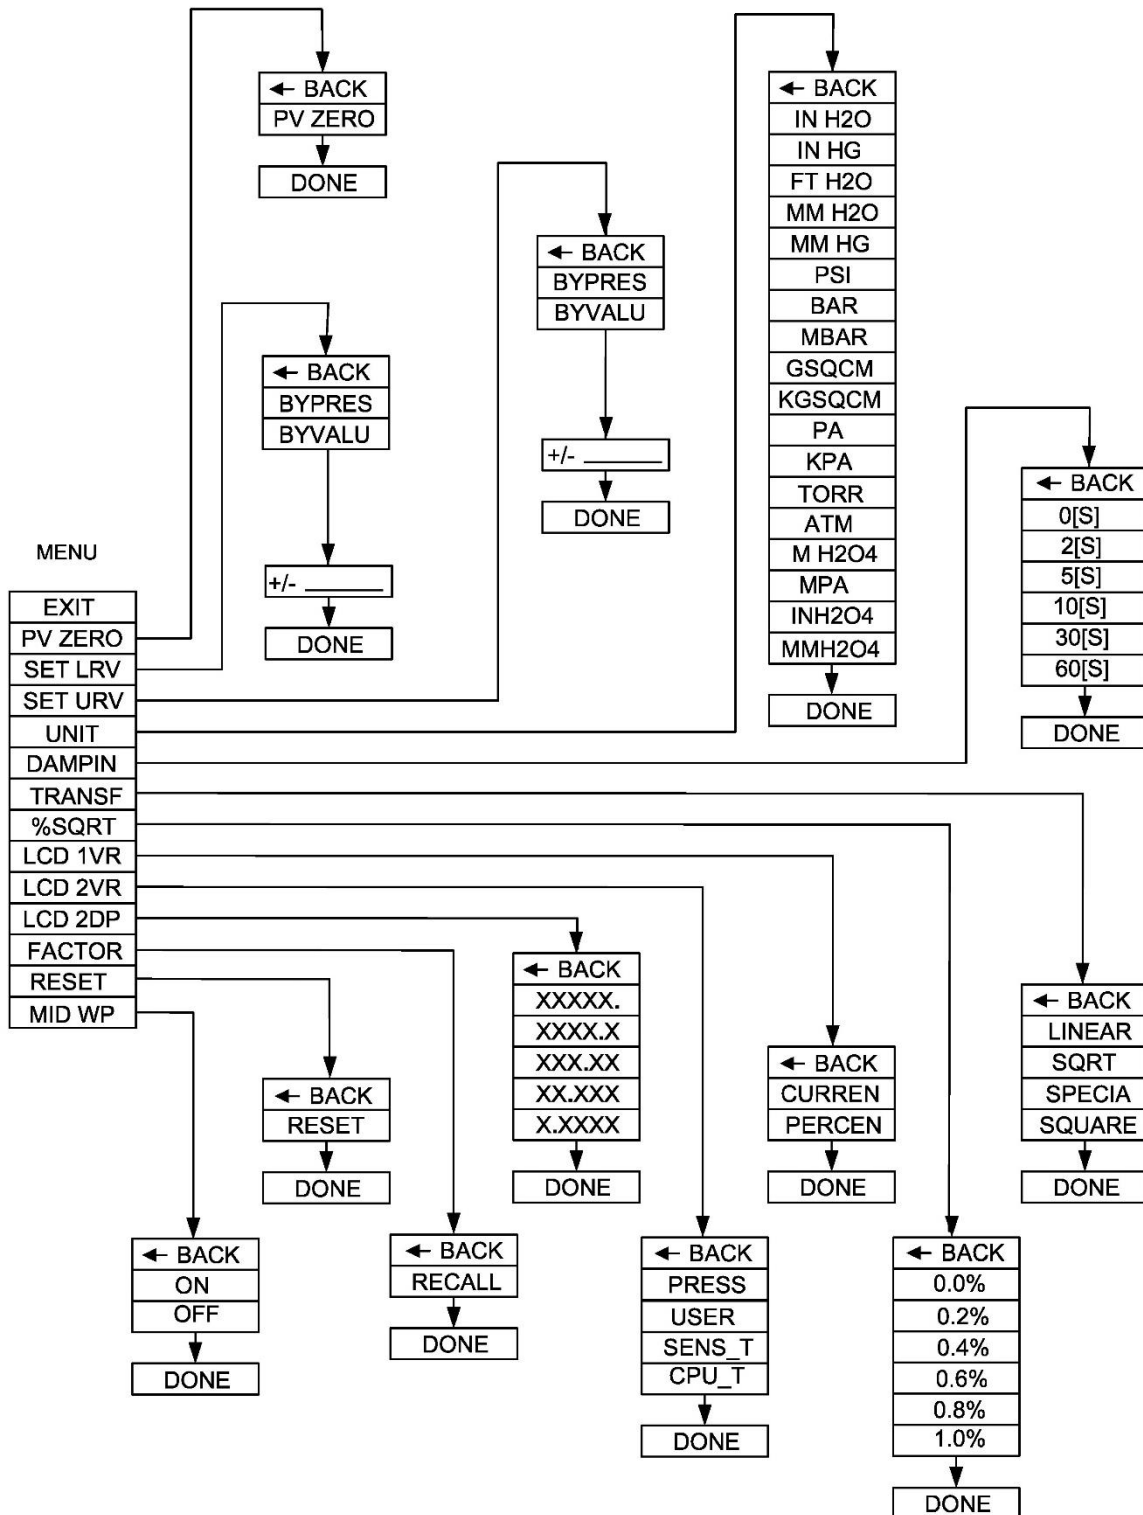 MENU
EXIT
PV ZERO
SET LRV
SET URV
UNIT
DAMPIN
TRANSF
%SQRT
LCD 1VR
LCD 2VR
LCD 2DP
FACTOR
RESET
MID WP
← BACK
PV ZERO
DONE
← BACK
BYPRES
BYVALU
+/- _______
DONE
← BACK
BYPRES
BYVALU
+/- _______
DONE
← BACK
IN H2O
IN HG
FT H2O
MM H2O
MM HG
PSI
BAR
MBAR
GSQCM
KGSQCM
PA
KPA
TORR
ATM
M H2O4
MPA
INH2O4
MMH2O4
DONE
← BACK
0[S]
2[S]
5[S]
10[S]
30[S]
60[S]
DONE
← BACK
LINEAR
SQRT
SPECIA
SQUARE
DONE
← BACK
0.0%
0.2%
0.4%
0.6%
0.8%
1.0%
DONE
← BACK
CURREN
PERCEN
DONE
← BACK
PRESS
USER
SENS_T
CPU_T
DONE
← BACK
XXXXX.
XXXX.X
XXX.XX
XX.XXX
X.XXXX
DONE
← BACK
RECALL
DONE
← BACK
RESET
DONE
← BACK
ON
OFF
DONE